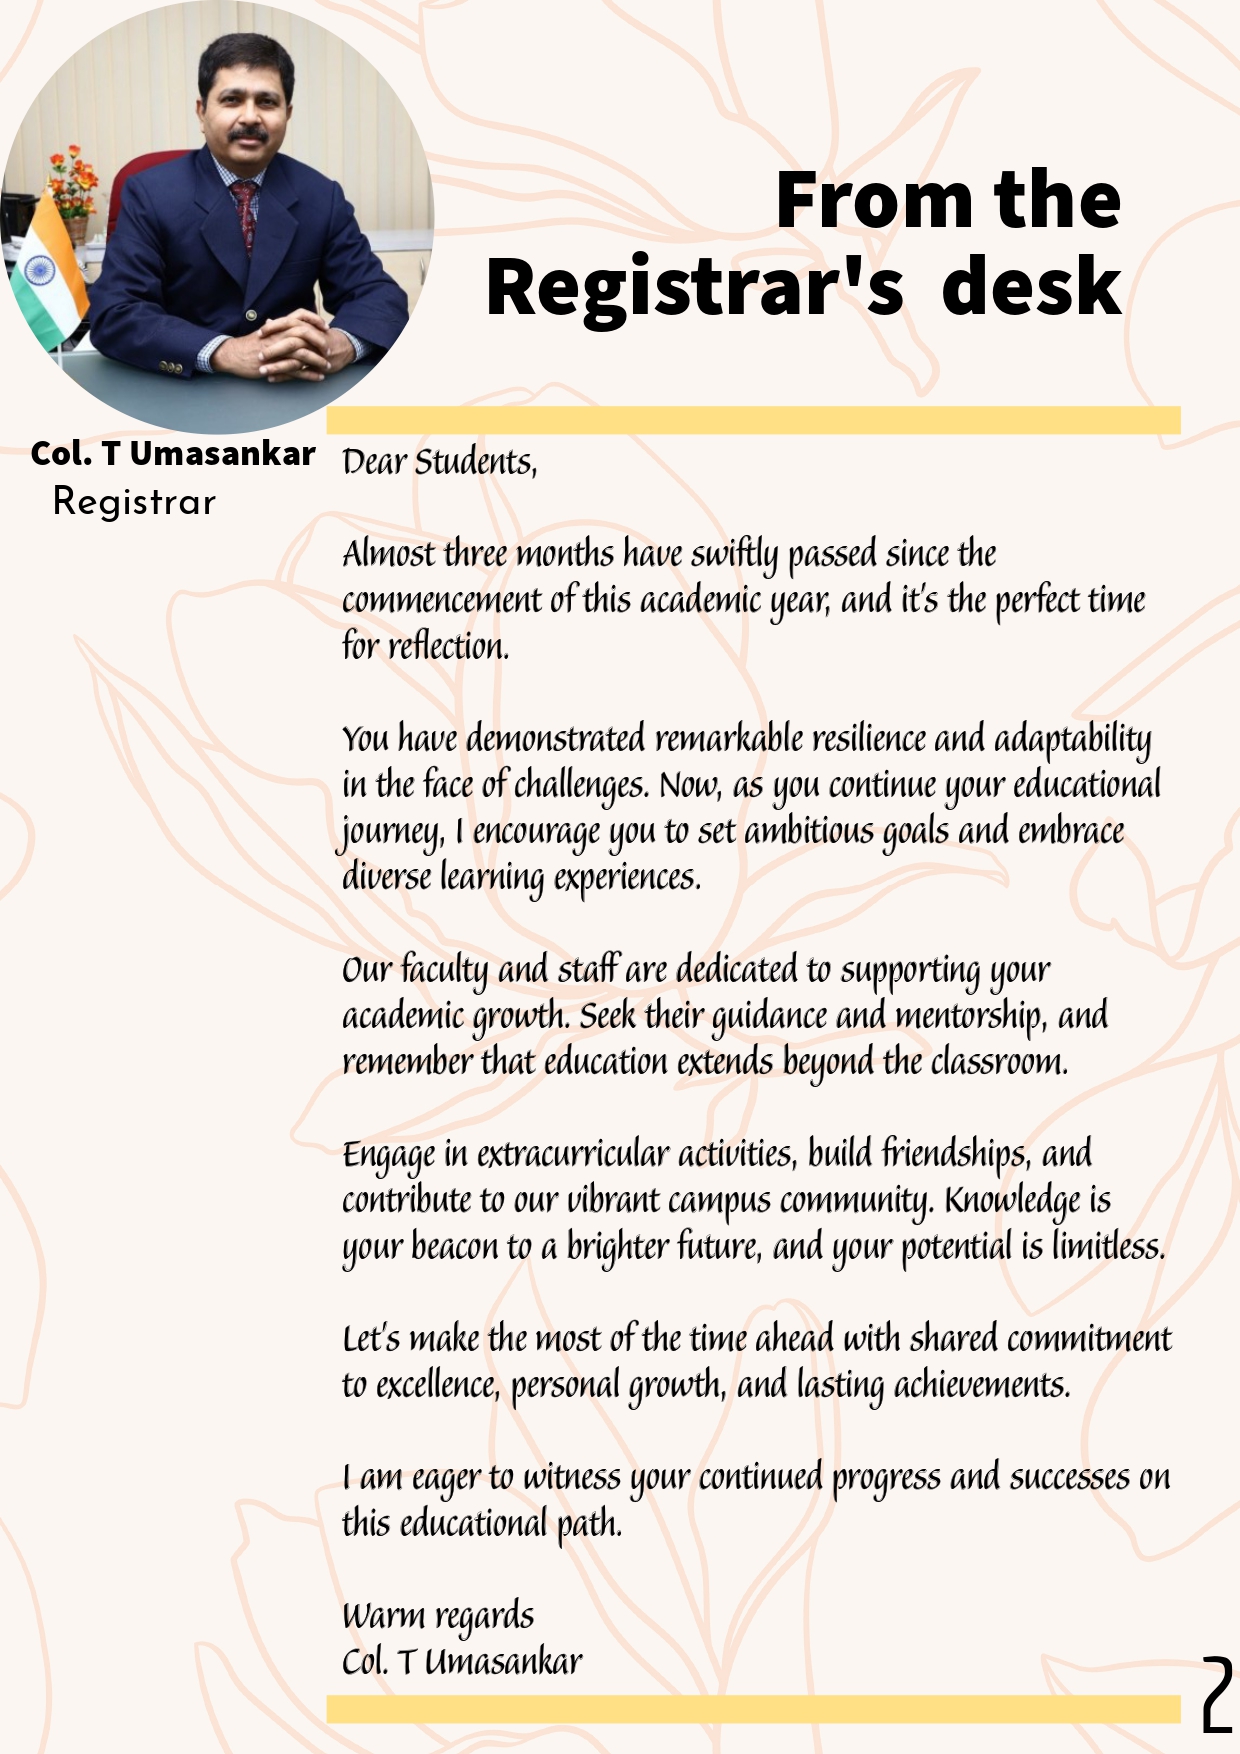 From the
Registrar's desk
Col. T Umasankar
Registrar
Dear Students,
Almost three months have swiftly passed since the
commencement of this academic year, and it's the perfect time
for reflection.
You have demonstrated remarkable resilience and adaptability
in the face of challenges. Now, as you continue your educational
journey, I encourage you to set ambitious goals and embrace
diverse learning experiences.
Our faculty and staff are dedicated to supporting your
academic growth. Seek their guidance and mentorship, and
remember that education extends beyond the classroom.
Engage in extracurricular activities, build friendships, and
contribute to our vibrant campus community. Knowledge is
your beacon to a brighter future, and your potential is limitless.
Let's make the most of the time ahead with shared commitment
to excellence, personal growth, and lasting achievements.
I am eager to witness your continued progress and successes on
this educational path.
Warm regards
Col. T Umasankar
2